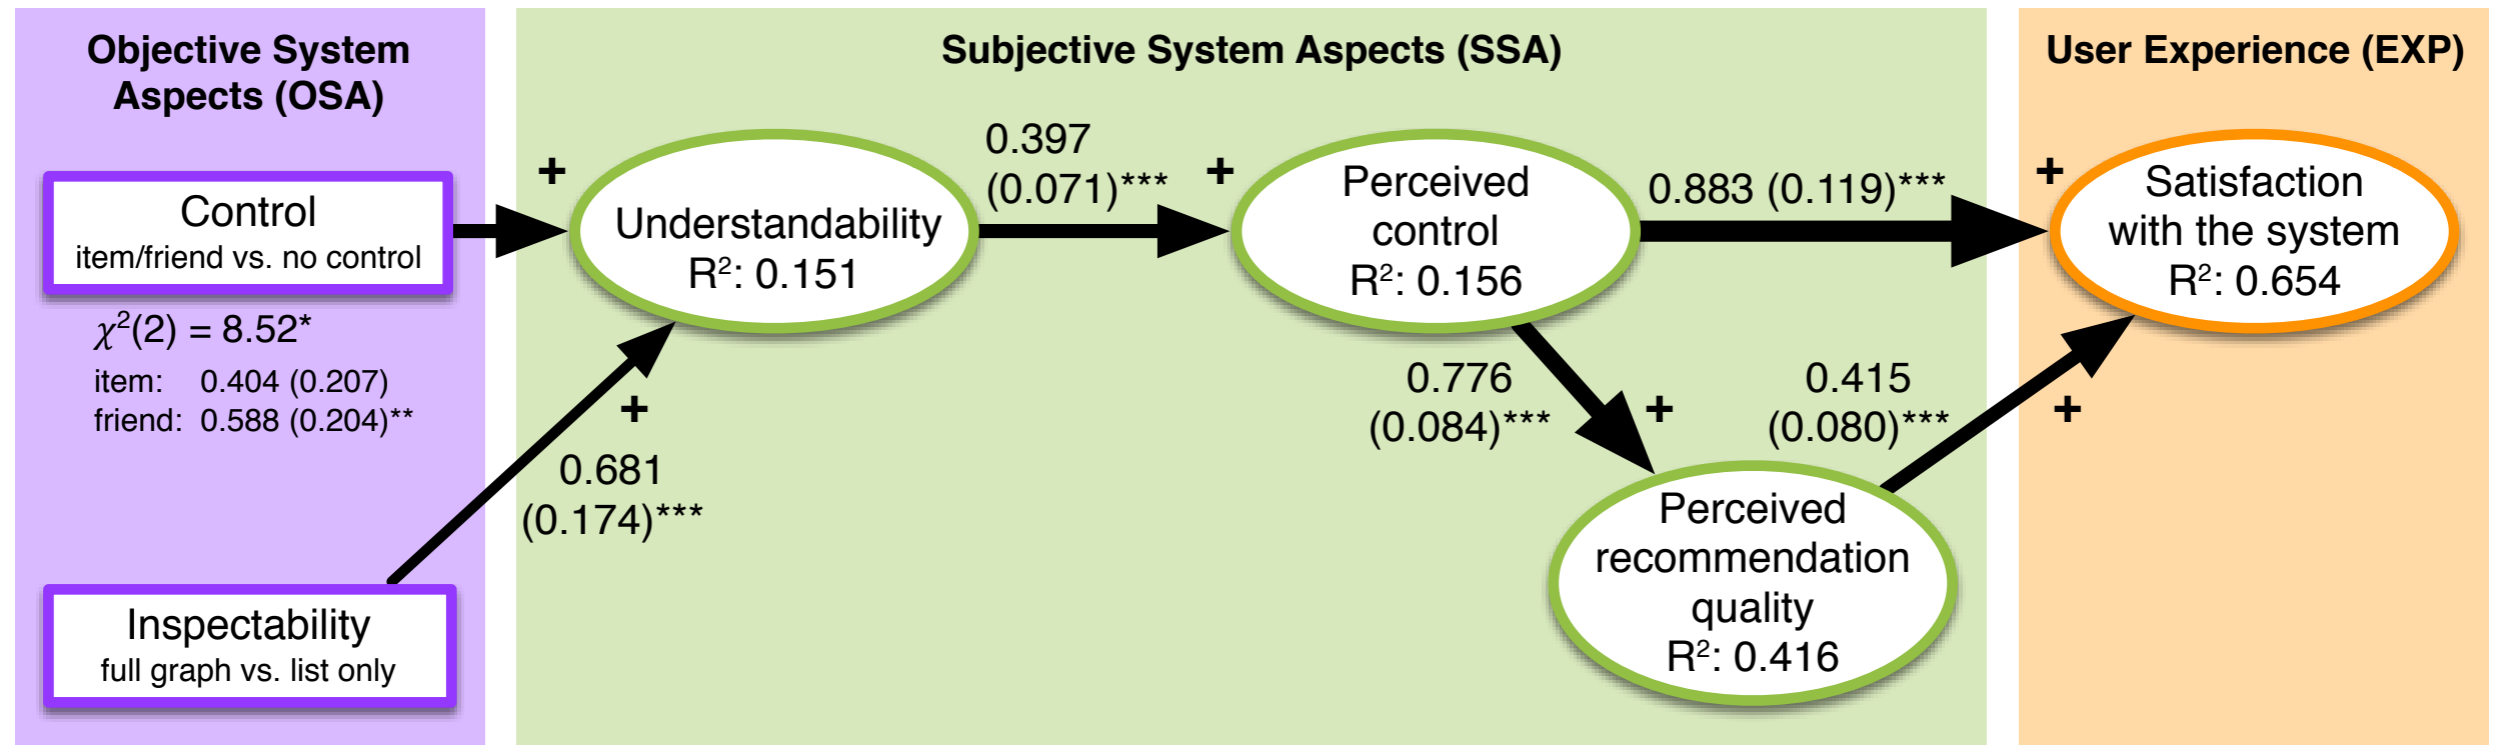 Objective System
Aspects (OSA)
Control
item/friend vs. no control
χ²(2) = 8.52*
item: 0.404 (0.207)
friend: 0.588 (0.204)**
Inspectability
full graph vs. list only
Subjective System Aspects (SSA)
+
Understandability
R²: 0.151
+
0.681
(0.174)***
0.397
(0.071)***
+
Perceived
control
R²: 0.156
0.883 (0.119)***
0.776
(0.084)***
+
0.415
(0.080)***
Perceived
recommendation
quality
R²: 0.416
User Experience (EXP)
+
Satisfaction
with the system
R²: 0.654
+